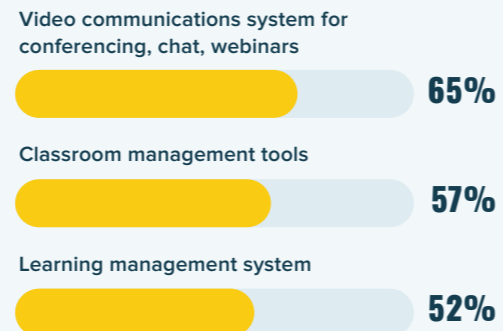 Video communications system for
conferencing, chat, webinars
65%
Classroom management tools
57%
Learning management system
52%